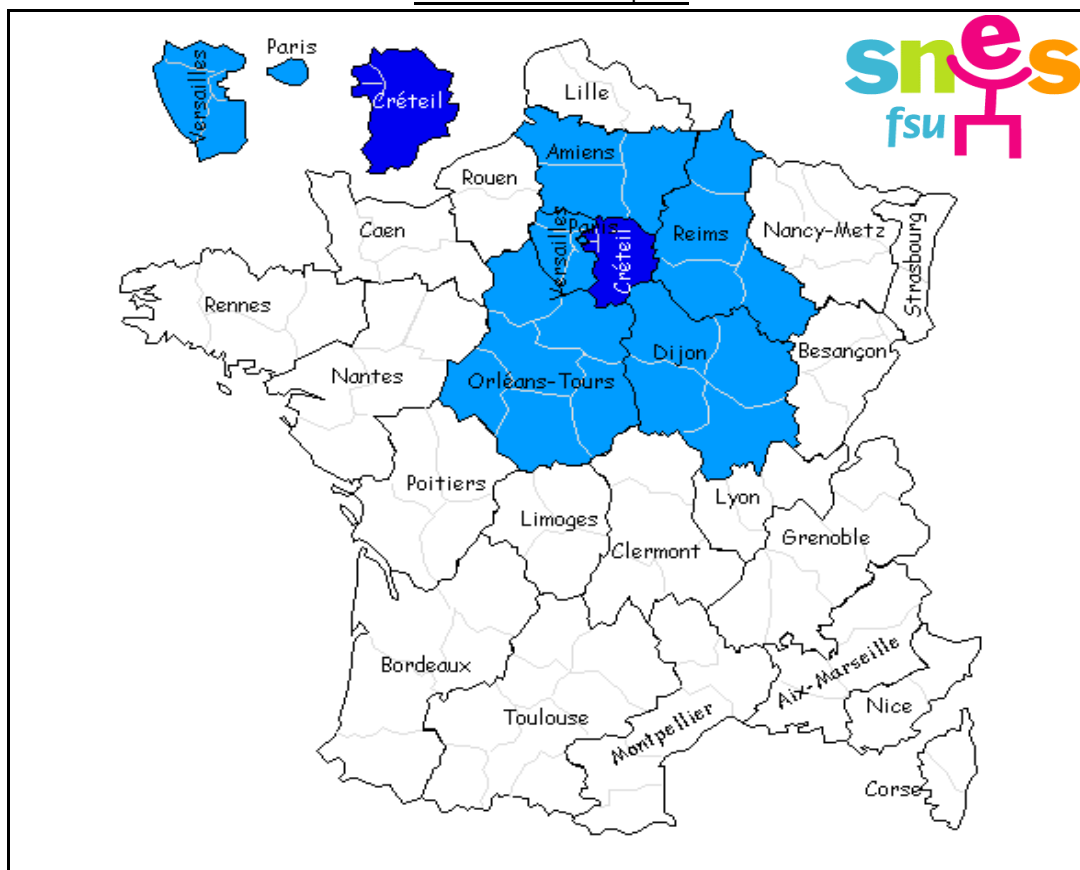 Paris
Versailles
Créteil
snes
fsu
Lille
Amiens
Rouen
Caen
Versailles
Paris
Créteil
Reims
Nancy-Metz
Strasbourg
Rennes
Dijon
Besançon
Nantes
Orléans-Tours
Poitiers
Limoges
Lyon
Clermont
Grenoble
Bordeaux
Aix-Marseille
Toulouse
Montpellier
Nice
Corse